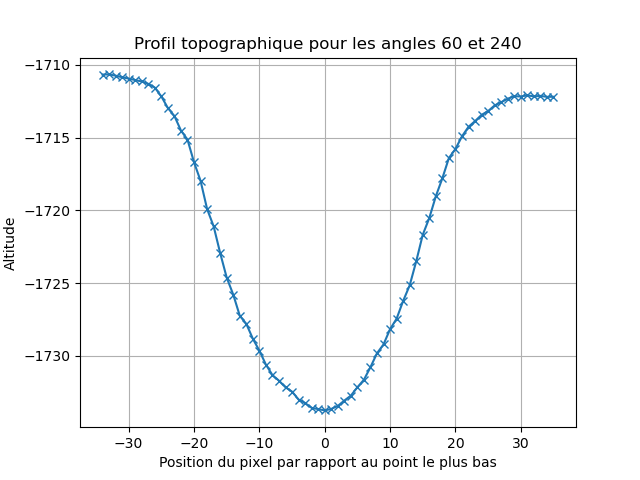 Profil topographique pour les angles 60 et 240
−1710
−1715
−1720
−1725
−1730
Altitude
−30 −20 −10 0 10 20 30
Position du pixel par rapport au point le plus bas